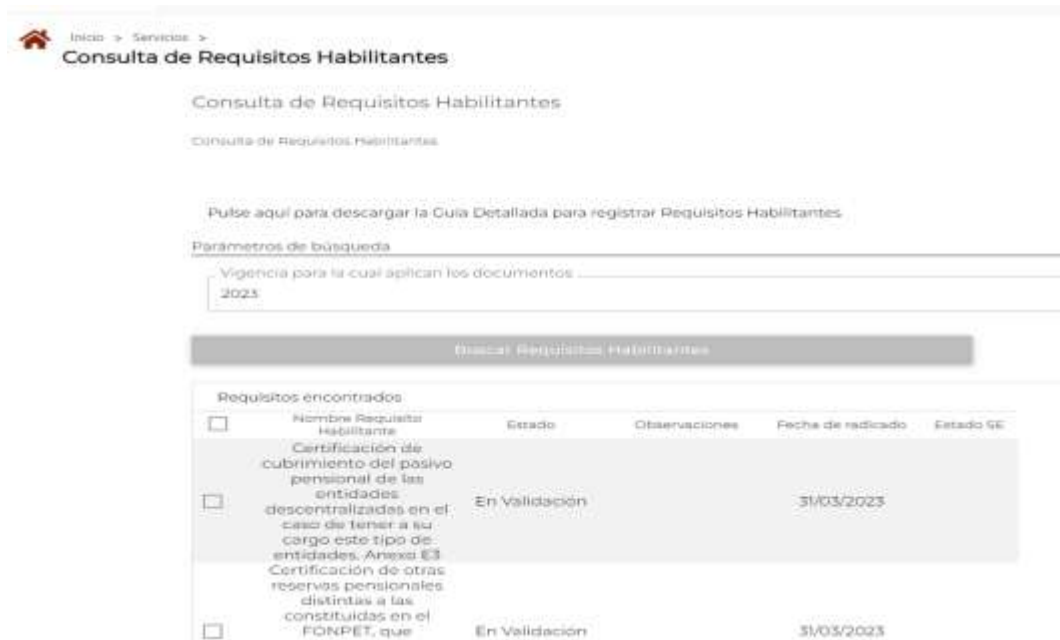 Inicio > Servicios >
Consulta de Requisitos Habilitantes
Consulta de Requisitos Habilitantes
Consulta de Requisitos Habilitantes
Pulse aquí para descargar la Guía Detallada para registrar Requisitos Habilitantes
Parámetros de búsqueda
Vigencia para la cual aplican los documentos
2023
Buscar Requisitos Habilitantes
Requisitos encontrados
Nombre Requisito Habilitante Estado Observaciones Fecha de radicado Estado SE
Certificación de
cubrimiento del pasivo
pensional de las
entidades
descentralizadas en el
caso de tener a su
cargo este tipo de
entidades. Anexo E3
En Validación 31/03/2023
Certificación de otras
reservas pensionales
distintas a las
constituidas en el
FONPET, que
En Validación 31/03/2023